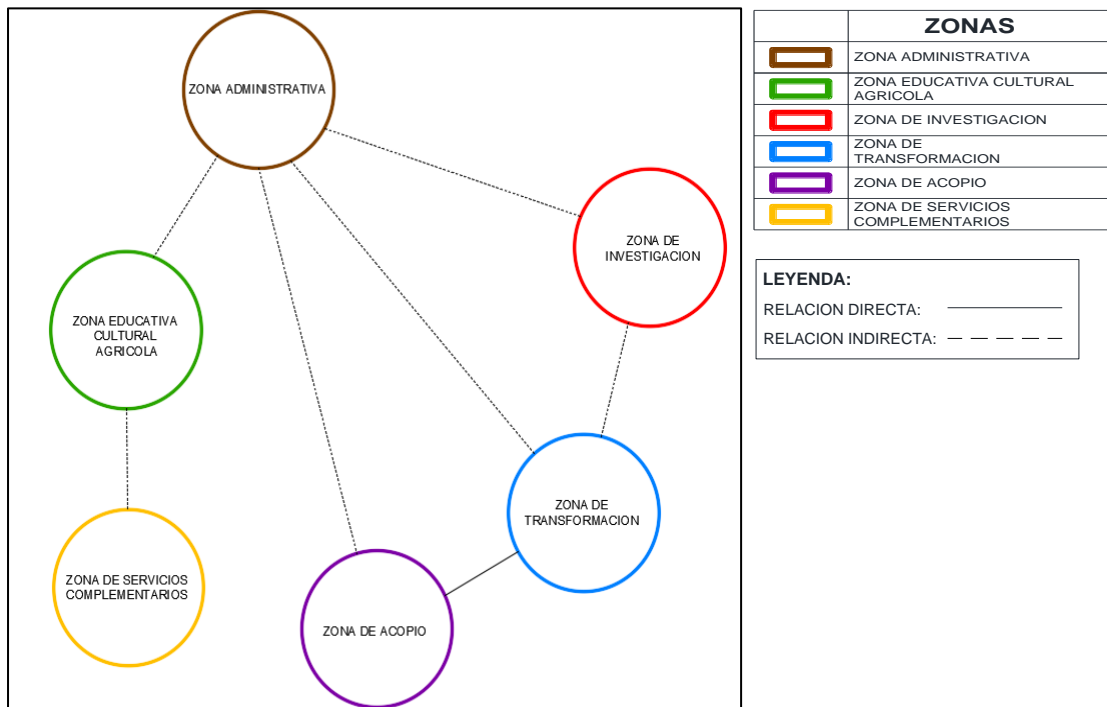 ZONA ADMINISTRATIVA
ZONA DE
INVESTIGACION
ZONA EDUCATIVA
CULTURAL
AGRICOLA
ZONA DE
TRANSFORMACION
ZONA DE SERVICIOS
COMPLEMENTARIOS
ZONA DE ACOPIO
ZONAS
ZONA ADMINISTRATIVA
ZONA EDUCATIVA CULTURAL
AGRICOLA
ZONA DE INVESTIGACION
ZONA DE
TRANSFORMACION
ZONA DE ACOPIO
ZONA DE SERVICIOS
COMPLEMENTARIOS
LEYENDA:
RELACION DIRECTA:
RELACION INDIRECTA: